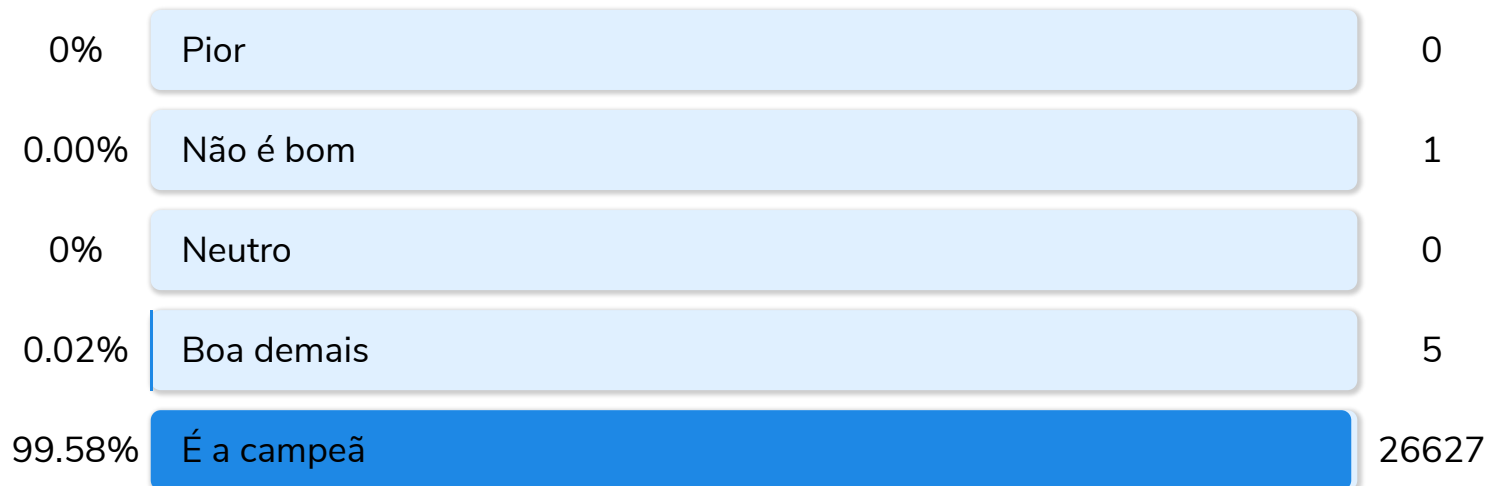 0% Pior 0
0.00% Não é bom 1
0% Neutro 0
0.02% Boa demais 5
99.58% É a campeã 26627